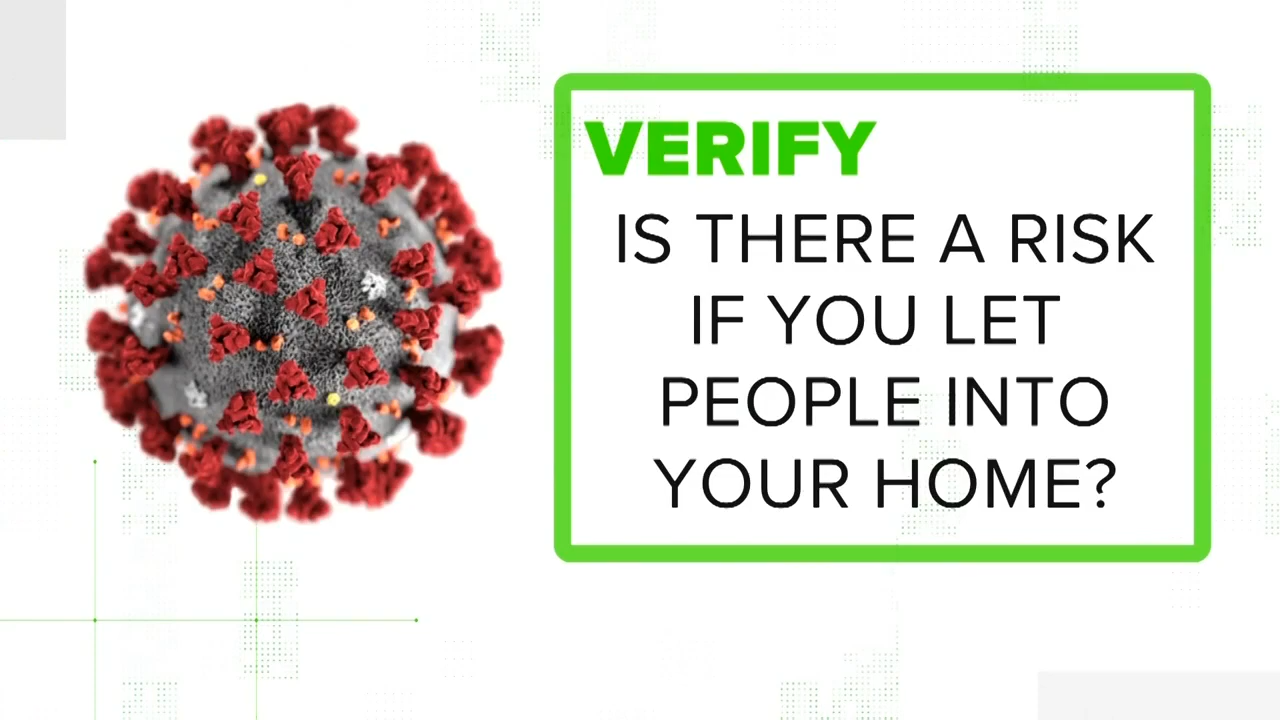 VERIFY
IS THERE A RISK
IF YOU LET
PEOPLE INTO
YOUR HOME?